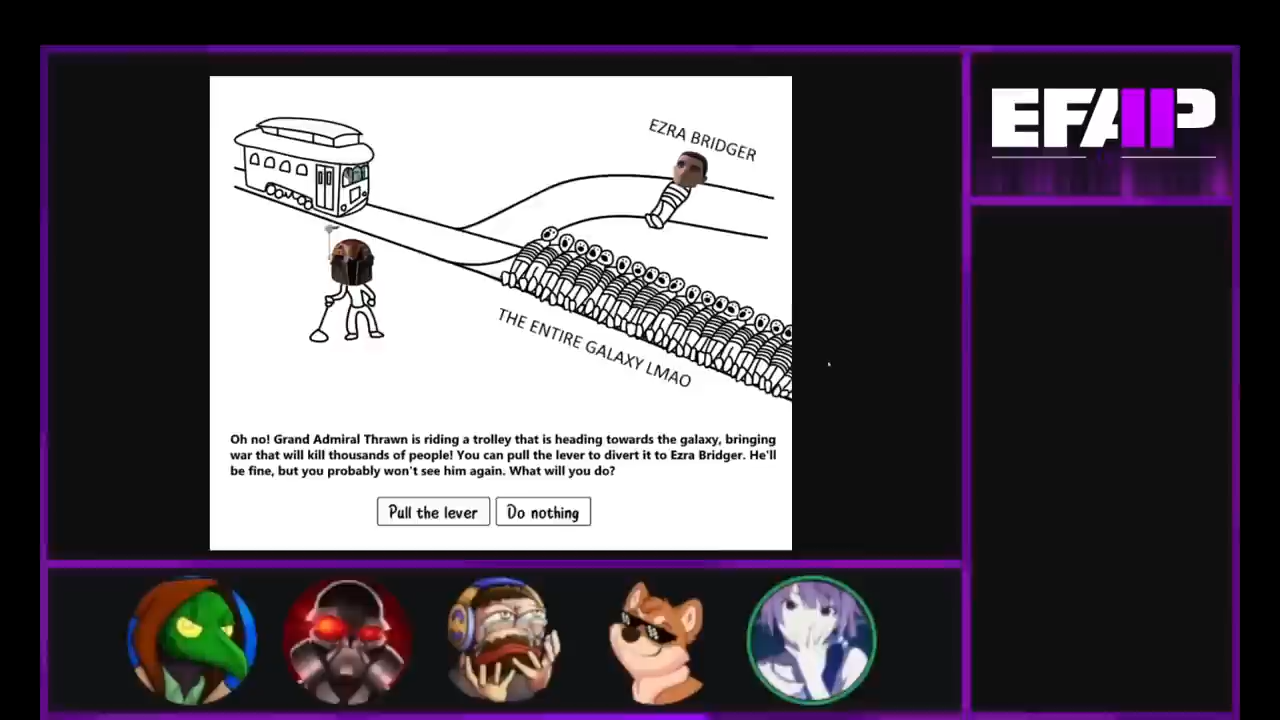 EFAP
EZRA BRIDGER
THE ENTIRE GALAXY LMAO
Oh no! Grand Admiral Thrawn is riding a trolley that is heading towards the galaxy, bringing
war that will kill thousands of people! You can pull the lever to divert it to Ezra Bridger. He'll
be fine, but you probably won't see him again. What will you do?
Pull the lever
Do nothing